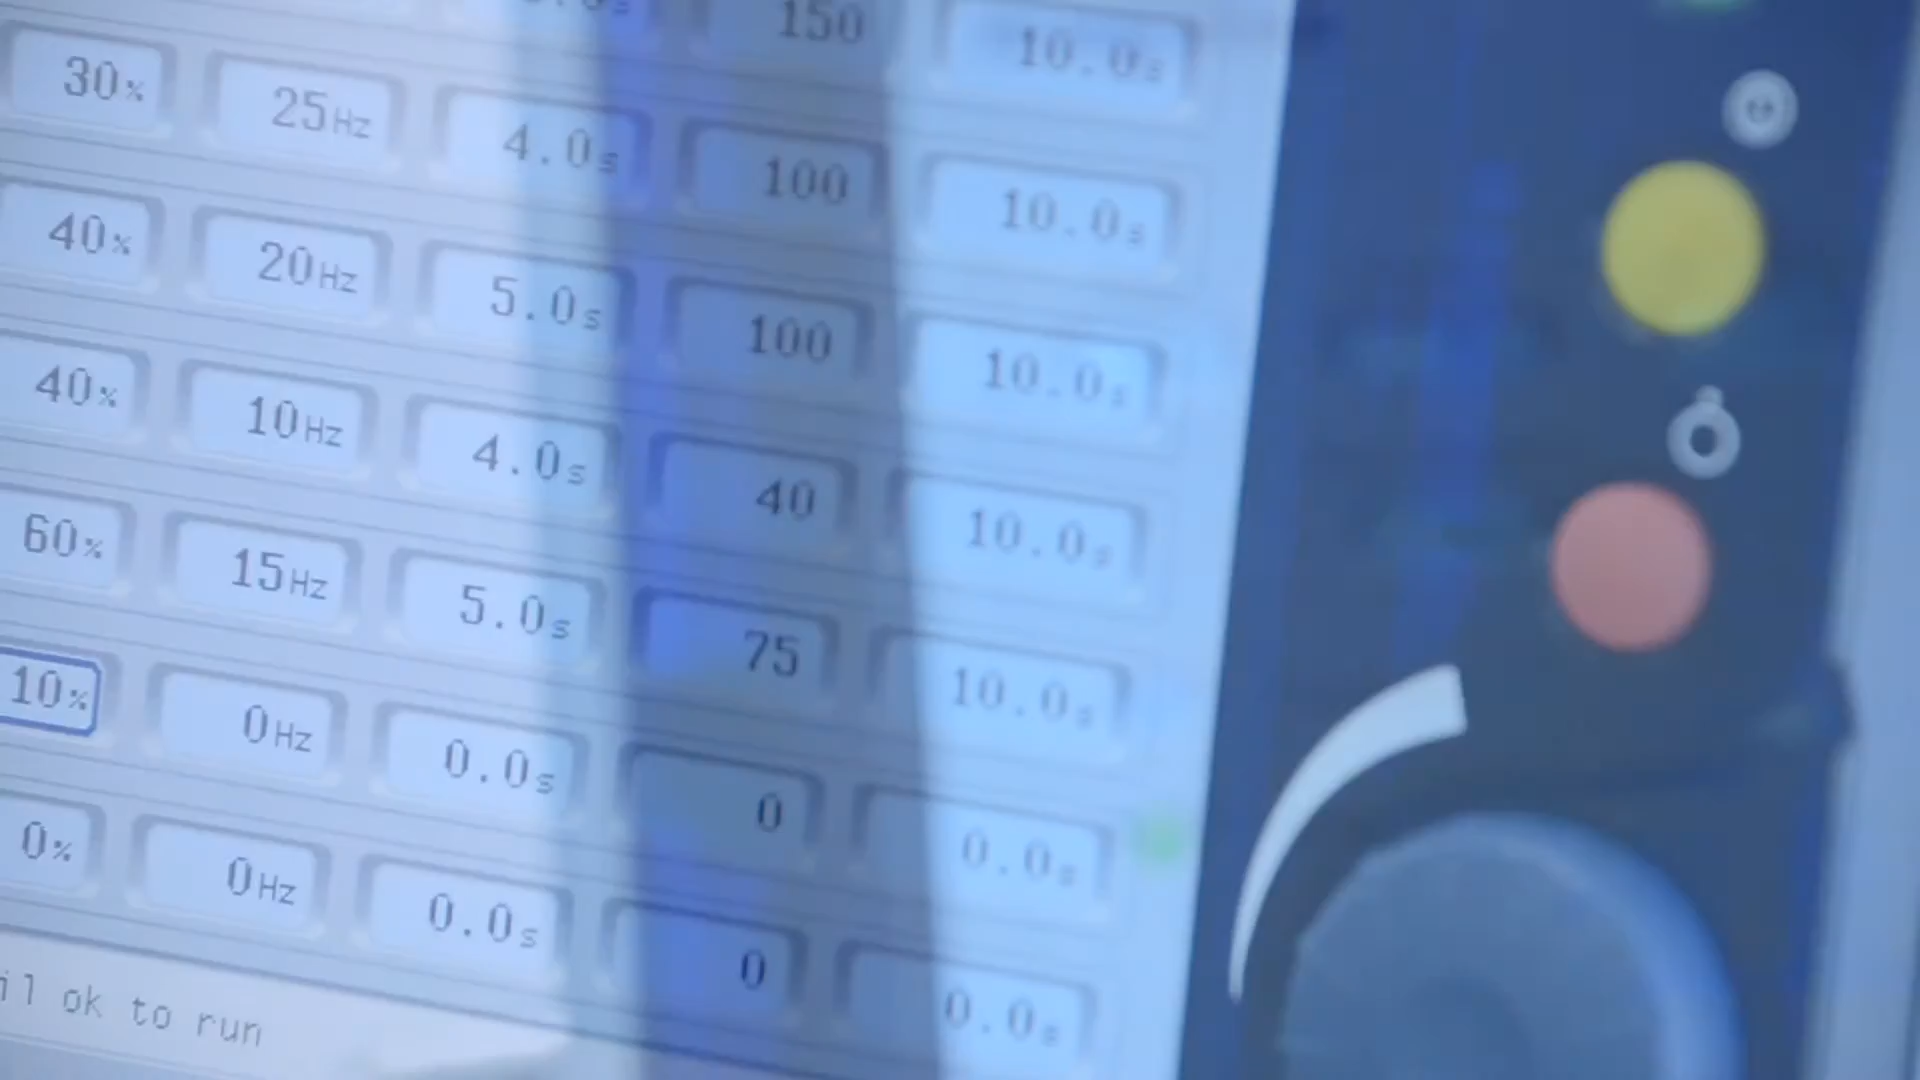 150 10.0s
30% 25Hz 4.0s 100 10.0s
40% 20Hz 5.0s 100 10.0s
40% 10Hz 4.0s 40 10.0s
60% 15Hz 5.0s 75 10.0s
10% 0Hz 0.0s 0 0.0s
0% 0Hz 0.0s 0 0.0s
ok to run